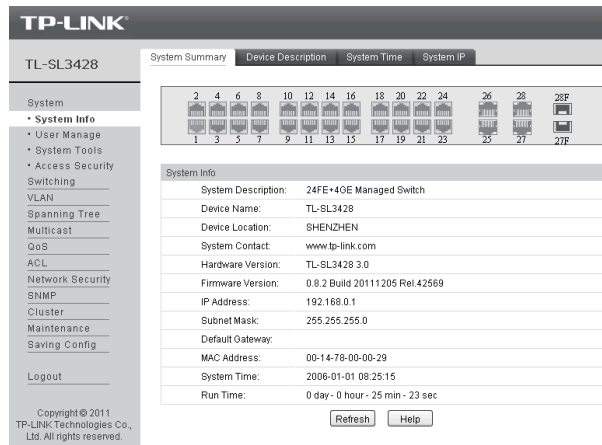 TP-LINK®
TL-SL3428
System Summary Device Description System Time System IP
System
• System Info
• User Manage
• System Tools
• Access Security
Switching
VLAN
Spanning Tree
Multicast
QoS
ACL
Network Security
SNMP
Cluster
Maintenance
Saving Config
Logout
Copyright © 2011
TP-LINK Technologies Co.,
Ltd. All rights reserved.
2 4 6 8 10 12 14 16 18 20 22 24 26 28 28F
1 3 5 7 9 11 13 15 17 19 21 23 25 27 27F
System Info
System Description: 24FE+4GE Managed Switch
Device Name: TL-SL3428
Device Location: SHENZHEN
System Contact: www.tp-link.com
Hardware Version: TL-SL3428 3.0
Firmware Version: 0.8.2 Build 20111205 Rel.42569
IP Address: 192.168.0.1
Subnet Mask: 255.255.255.0
Default Gateway:
MAC Address: 00-14-78-00-00-29
System Time: 2006-01-01 08:25:15
Run Time: 0 day - 0 hour - 25 min - 23 sec
Refresh Help